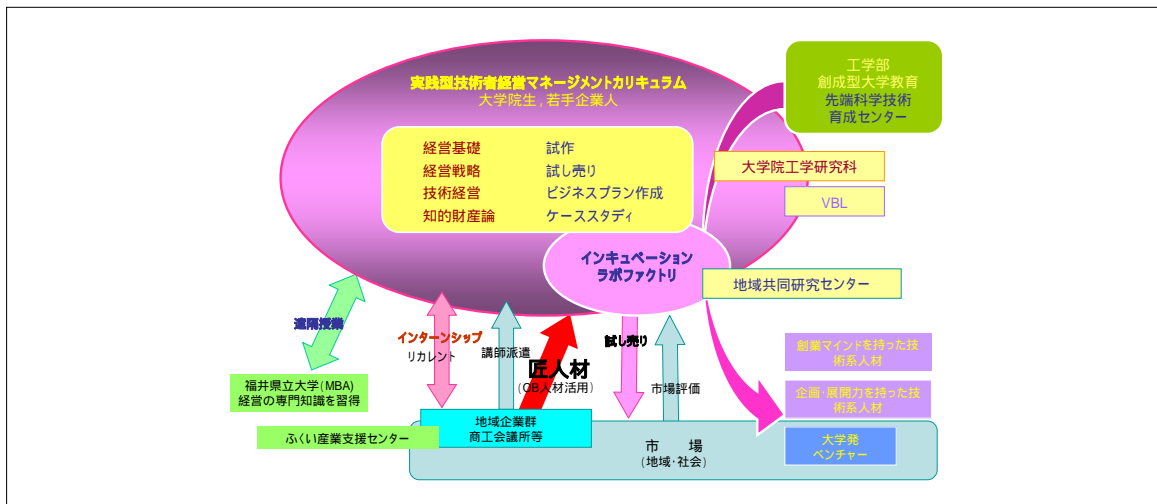 実践型技術者経営マネージメントカリキュラム
大学院生，若手企業人
経営基礎
経営戦略
技術経営
知的財産論
試作
試し売り
ビジネスプラン作成
ケーススタディ
インキュベーション
ラボファクトリ
工学部
創成型大学教育
先端科学技術
育成センター
大学院工学研究科
VBL
地域共同研究センター
遠隔授業
インターンシップ
リカレント
講師派遣
匠人材
(OB人材活用)
試し売り
市場評価
創業マインドを持った技
術系人材
企画・展開力を持った技
術系人材
大学発
ベンチャー
福井県立大学(MBA)
経営の専門知識を習得
ふくい産業支援センター
地域企業群
商工会議所等
市　場
(地域・社会)